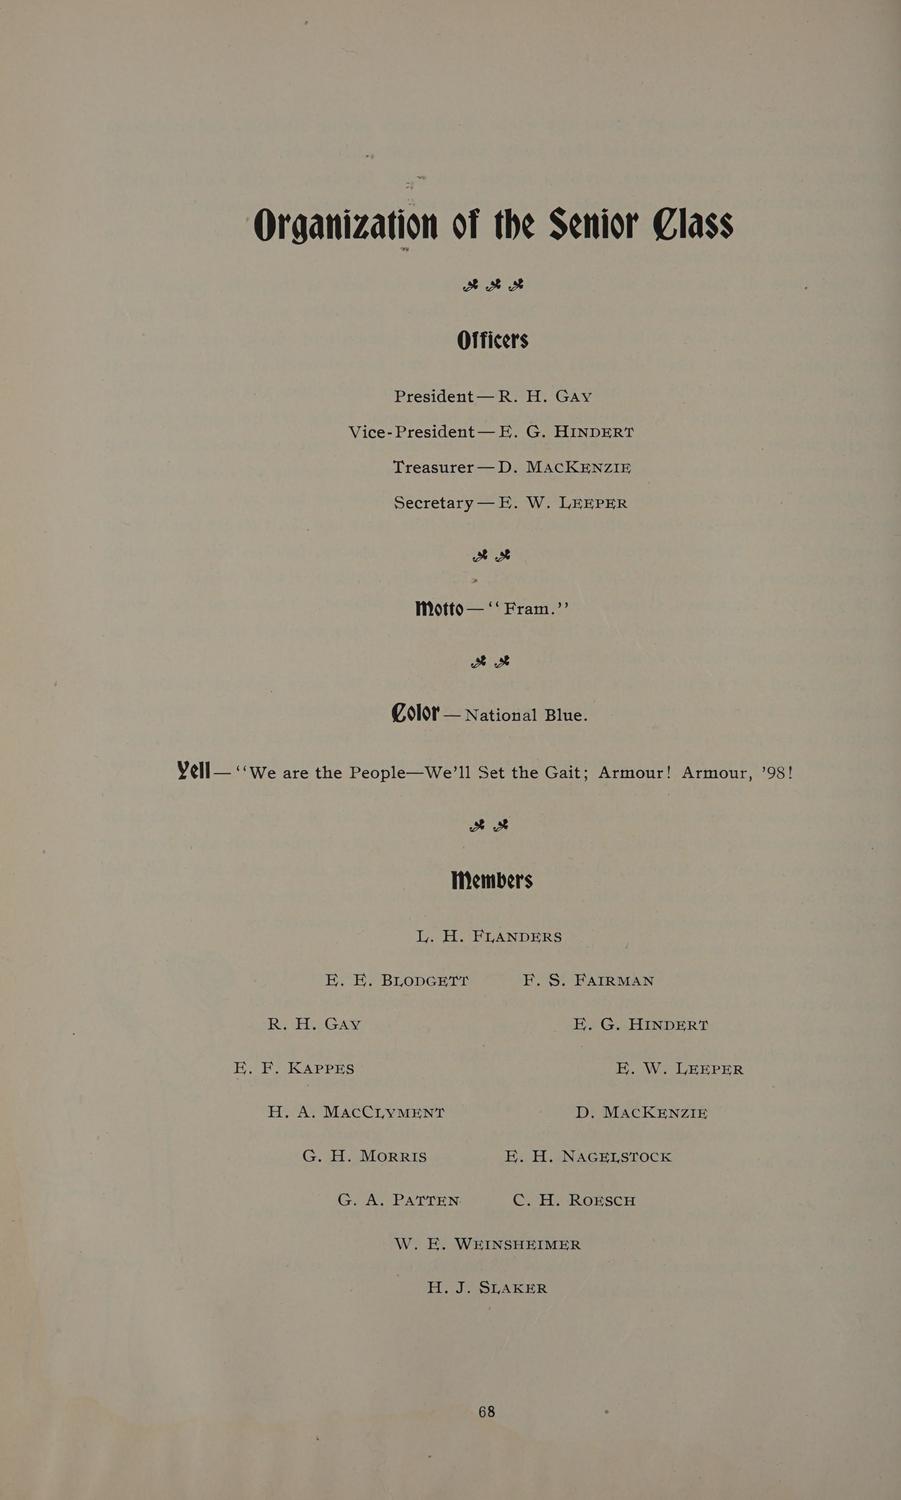 Organization of the Senior Class
Officers
President — R. H. GAY
Vice-President — E. G. HINDERT
Treasurer — D. MACKENZIE
Secretary — E. W. LEEPER
Motto — ‘‘ Fram.’’
Color — National Blue.
Yell — ‘‘We are the People—We’ll Set the Gait; Armour! Armour, ’98!
Members
L. H. FLANDERS
E. E. BLODGETT F. S. FAIRMAN
R. H. GAY E. G. HINDERT
E. F. KAPPES E. W. LEEPER
H. A. MACCLYMENT D. MACKENZIE
G. H. MORRIS E. H. NAGELSTOCK
G. A. PATTEN C. H. ROESCH
W. E. WEINSHEIMER
H. J. SLAKER
68